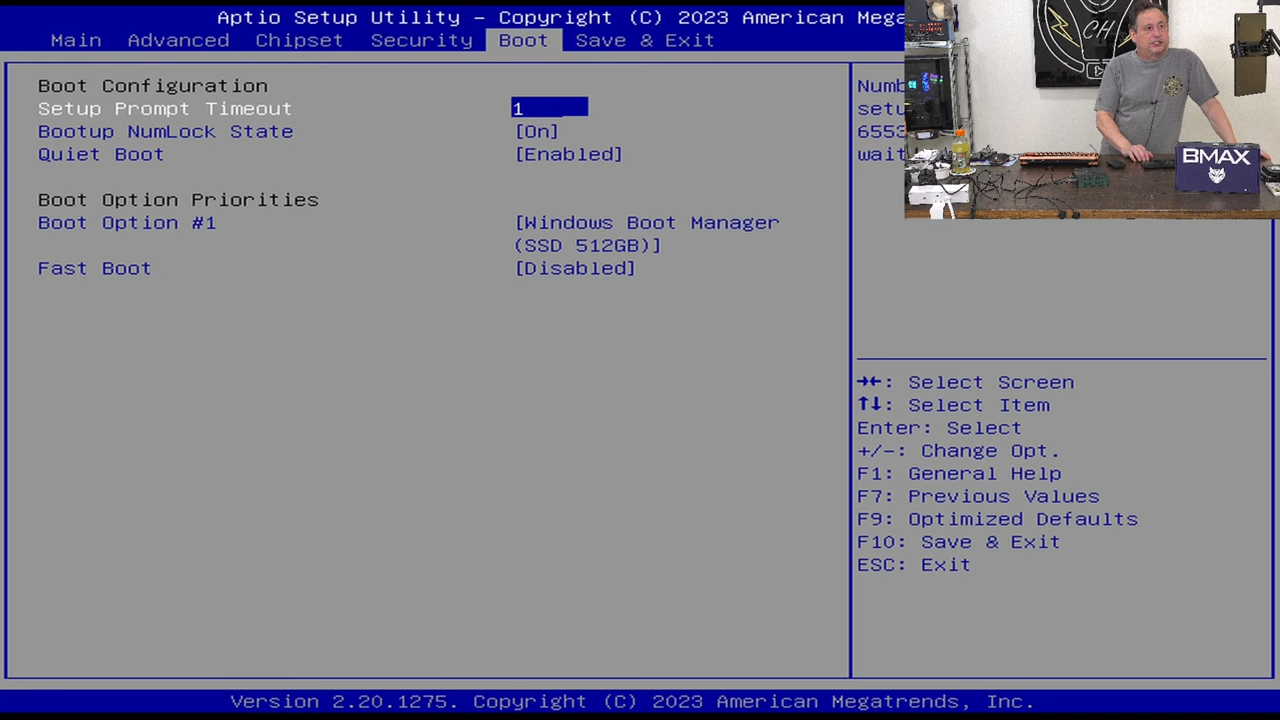 Aptio Setup Utility – Copyright (C) 2023 American
Main Advanced Chipset Security Boot Save & Exit
Boot Configuration
Setup Prompt Timeout 1
Bootup NumLock State [On]
Quiet Boot [Enabled]
Boot Option Priorities
Boot Option #1 [Windows Boot Manager
(SSD 512GB)]
Fast Boot [Disabled]
CH
BMAX
→←: Select Screen
↑↓: Select Item
Enter: Select
+/-: Change Opt.
F1: General Help
F7: Previous Values
F9: Optimized Defaults
F10: Save & Exit
ESC: Exit
Version 2.20.1275. Copyright (C) 2023 American Megatrends, Inc.